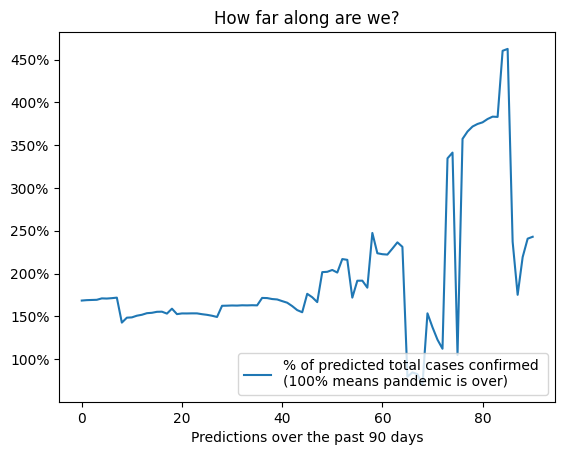 How far along are we?
450%
400%
350%
300%
250%
200%
150%
100%
% of predicted total cases confirmed
(100% means pandemic is over)
0 20 40 60 80
Predictions over the past 90 days